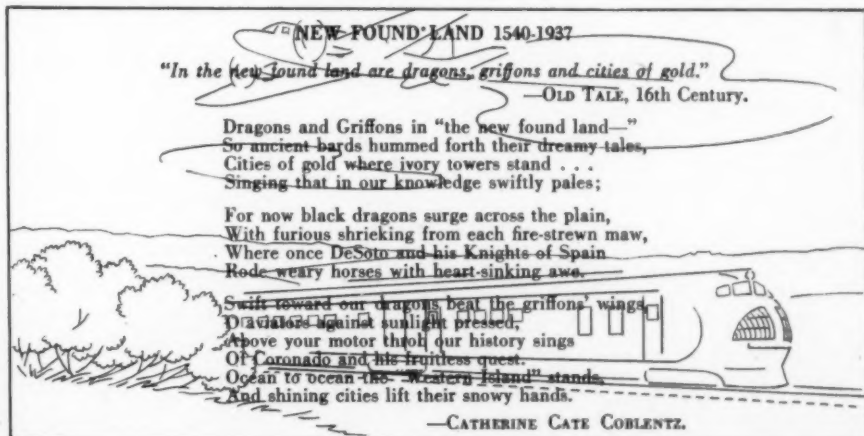 NEW FOUND LAND 1540-1937
"In the new found land are dragons, griffons and cities of gold."
—OLD TALE, 16th Century.
Dragons and Griffons in "the new found land—"
So ancient bards hummed forth their dreamy tales,
Cities of gold where ivory towers stand . . .
Singing that in our knowledge swiftly pales;
For now black dragons surge across the plain,
With furious shrieking from each fire-strewn maw,
Where once DeSoto and his Knights of Spain
Rode weary horses with heart-sinking awe.
Swift toward our dragons beat the griffons' wings,
O aviators against sunlight pressed,
Above your motor throb our history sings
Of Coronado and his fruitless quest.
Ocean to ocean the "Western Island" stands,
And shining cities lift their snowy hands.
—CATHERINE CATE COBLENTZ.